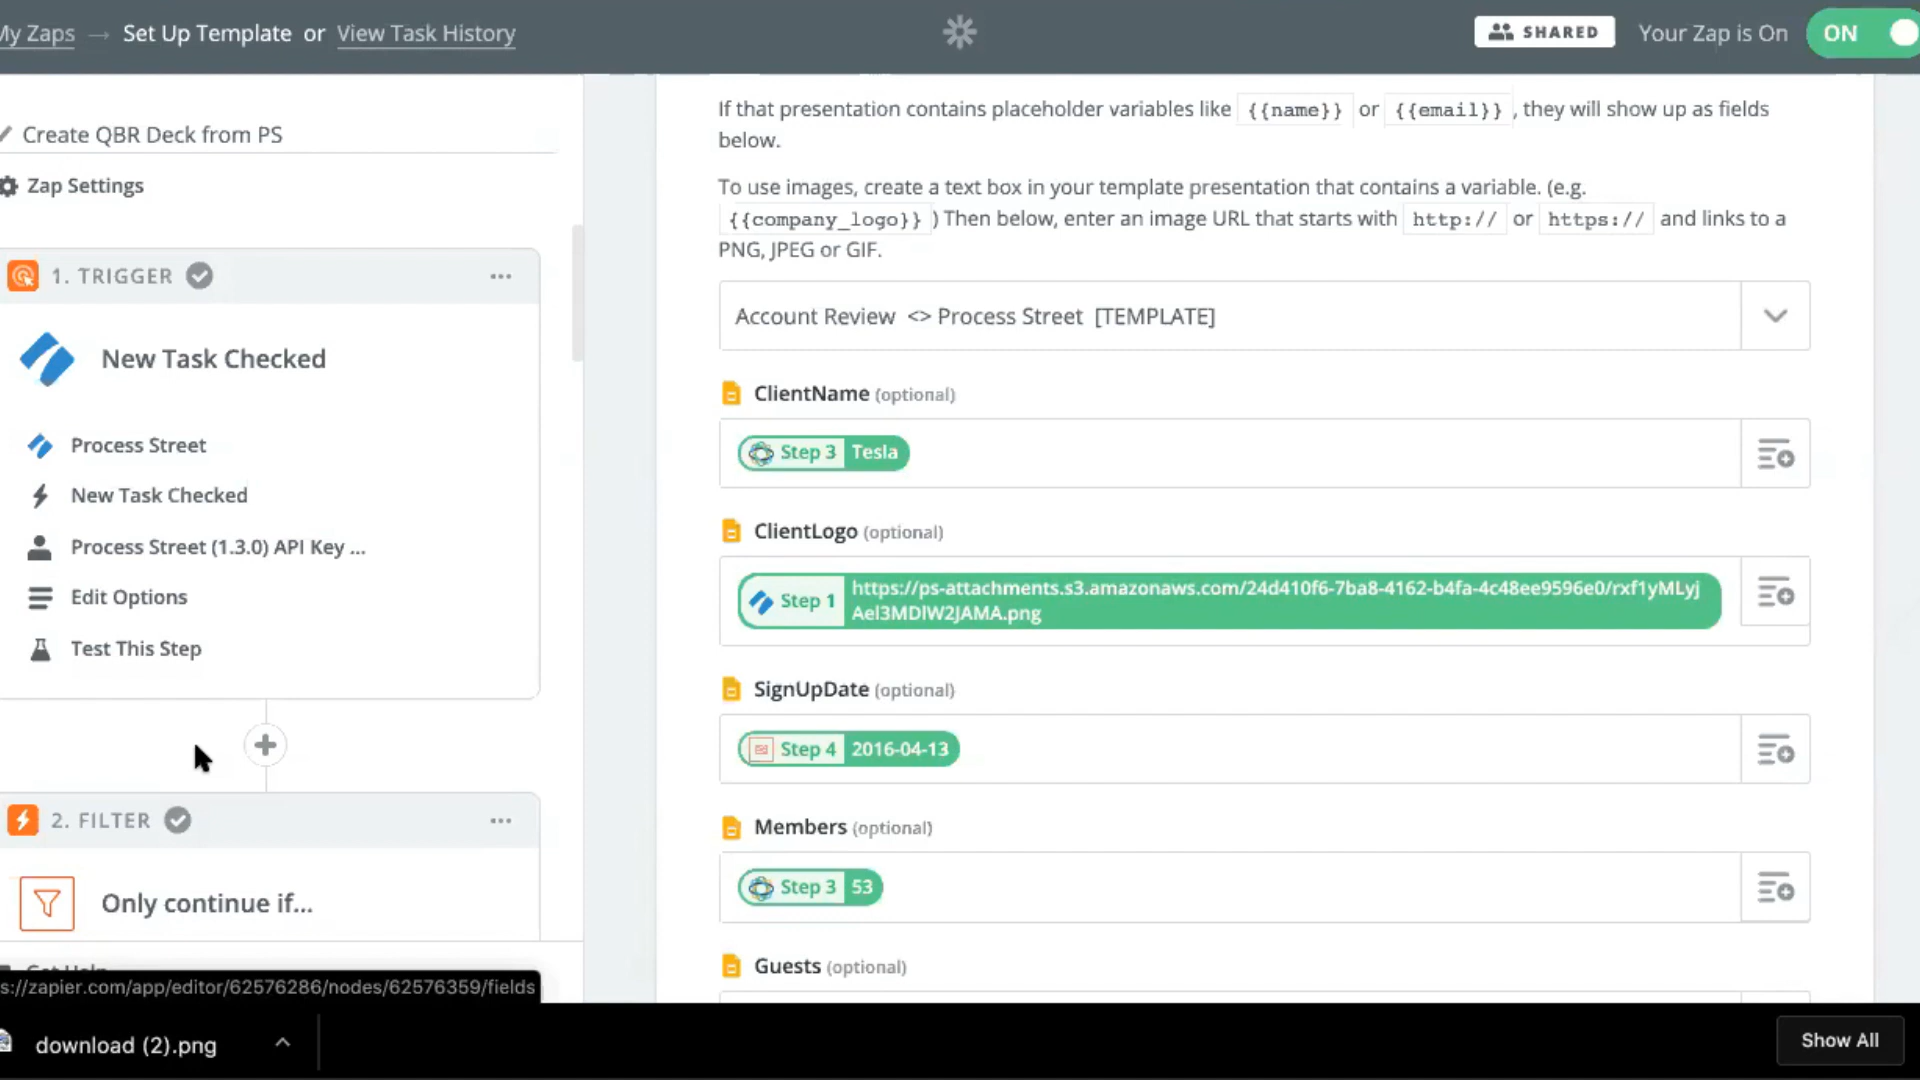 My Zaps → Set Up Template or View Task History
SHARED
Your Zap is On
ON
Create QBR Deck from PS
Zap Settings
1. TRIGGER
New Task Checked
Process Street
New Task Checked
Process Street (1.3.0) API Key ...
Edit Options
Test This Step
2. FILTER
Only continue if...
Get Help
s://zapier.com/app/editor/62576286/nodes/62576359/fields
If that presentation contains placeholder variables like {{name}} or {{email}}, they will show up as fields
below.
To use images, create a text box in your template presentation that contains a variable. (e.g.
{{company_logo}} ) Then below, enter an image URL that starts with http:// or https:// and links to a
PNG, JPEG or GIF.
Account Review <> Process Street [TEMPLATE]
ClientName (optional)
Step 3 Tesla
ClientLogo (optional)
Step 1 https://ps-attachments.s3.amazonaws.com/24d410f6-7ba8-4162-b4fa-4c48ee9596e0/rxf1yMLyj
Ael3MDlW2JAMA.png
SignUpDate (optional)
Step 4 2016-04-13
Members (optional)
Step 3 53
Guests (optional)
download (2).png
Show All